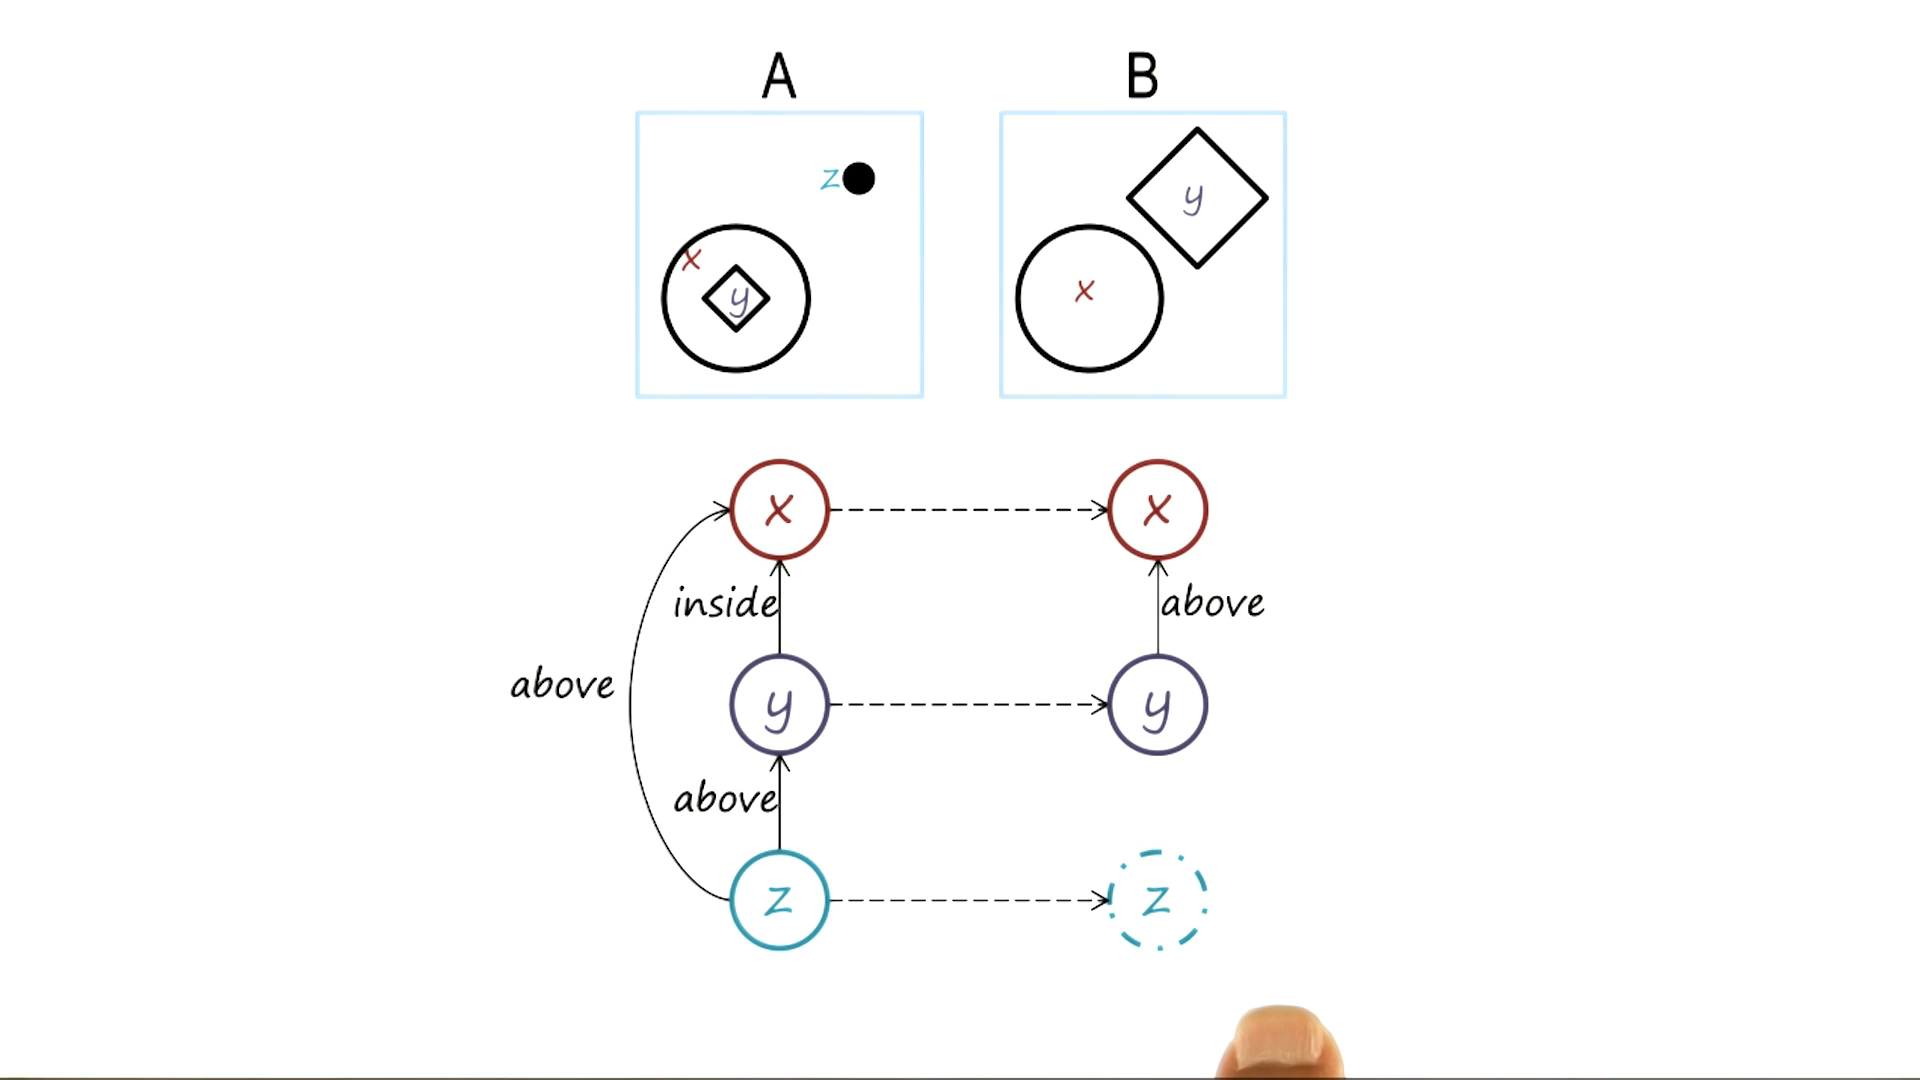 A B
z
y
x
y
x
x x
inside above
above
y y
above
z z